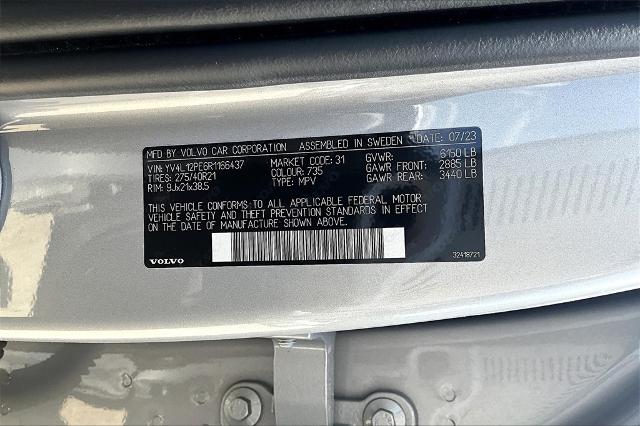 MFD BY VOLVO CAR CORPORATION ASSEMBLED IN SWEDEN DATE: 07/23
VIN: YV4L12PE6R1166437 MARKET CODE: 31 GVWR: 6150 LB
TIRES: 275/40R21 COLOUR: 735 GAWR FRONT: 2885 LB
RIM: 9Jx21x38.5 TYPE: MPV GAWR REAR: 3440 LB
THIS VEHICLE CONFORMS TO ALL APPLICABLE FEDERAL MOTOR
VEHICLE SAFETY AND THEFT PREVENTION STANDARDS IN EFFECT
ON THE DATE OF MANUFACTURE SHOWN ABOVE.
VOLVO 32418721